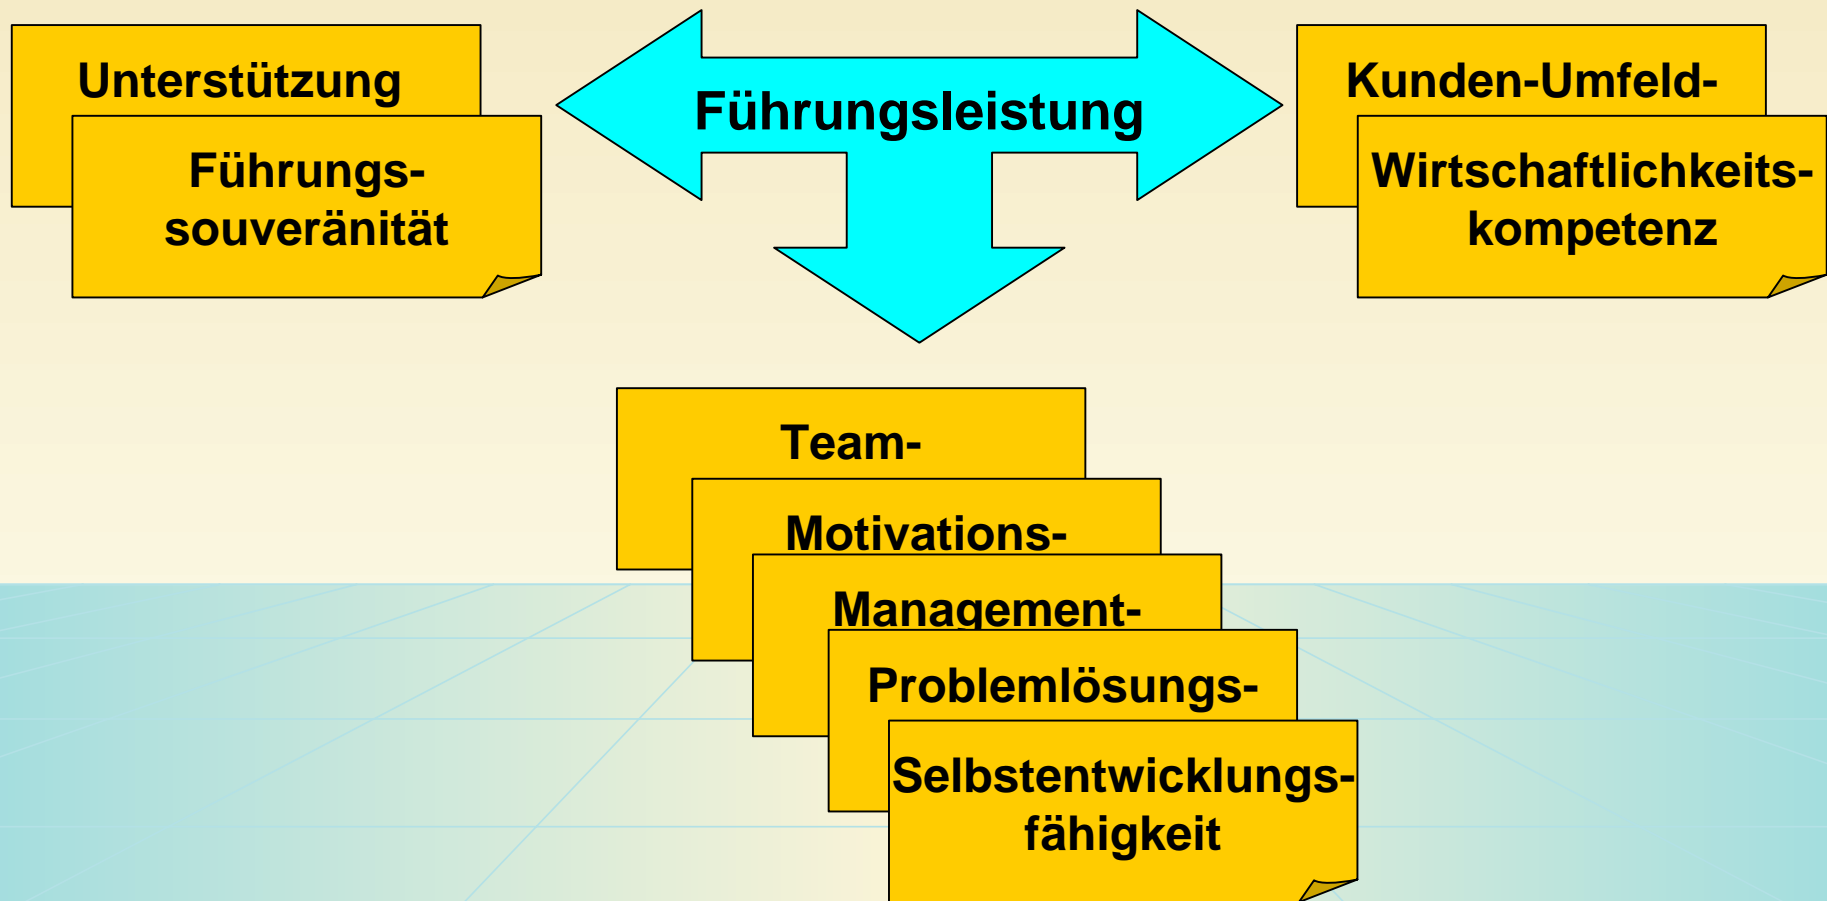 Unterstützung
Führungs-
souveränität
Führungsleistung
Kunden-Umfeld-
Wirtschaftlichkeits-
kompetenz
Team-
Motivations-
Management-
Problemlösungs-
Selbstentwicklungs-
fähigkeit